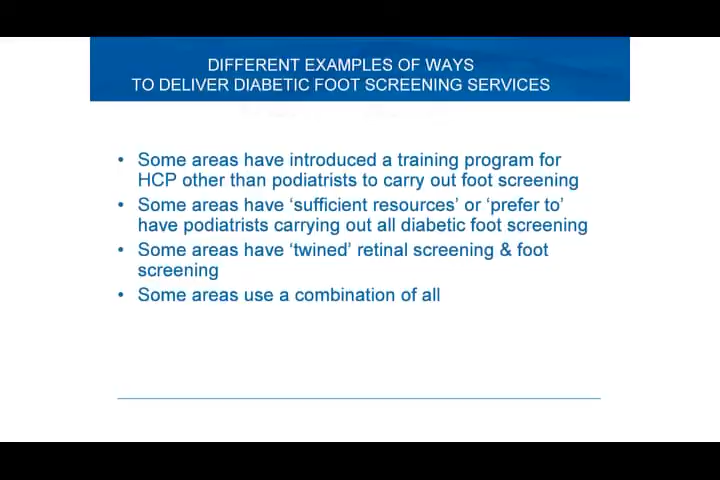 DIFFERENT EXAMPLES OF WAYS
TO DELIVER DIABETIC FOOT SCREENING SERVICES
• Some areas have introduced a training program for
HCP other than podiatrists to carry out foot screening
• Some areas have ‘sufficient resources’ or ‘prefer to’
have podiatrists carrying out all diabetic foot screening
• Some areas have ‘twined’ retinal screening & foot
screening
• Some areas use a combination of all